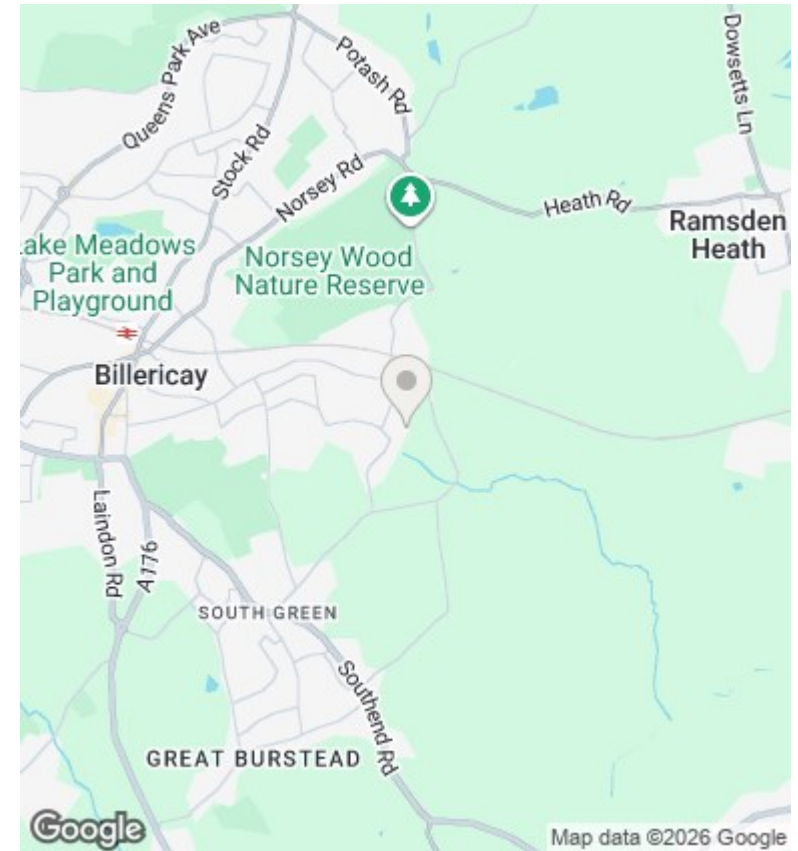 Queens Park Ave
Potash Rd
Dowsetts Ln
Stock Rd
Norsey Rd
Heath Rd
Ramsden
Heath
Lake Meadows
Park and
Playground
Norsey Wood
Nature Reserve
Billericay
Laindon Rd
A176
SOUTH GREEN
Southend Rd
GREAT BURSTEAD
Google
Map data ©2026 Google